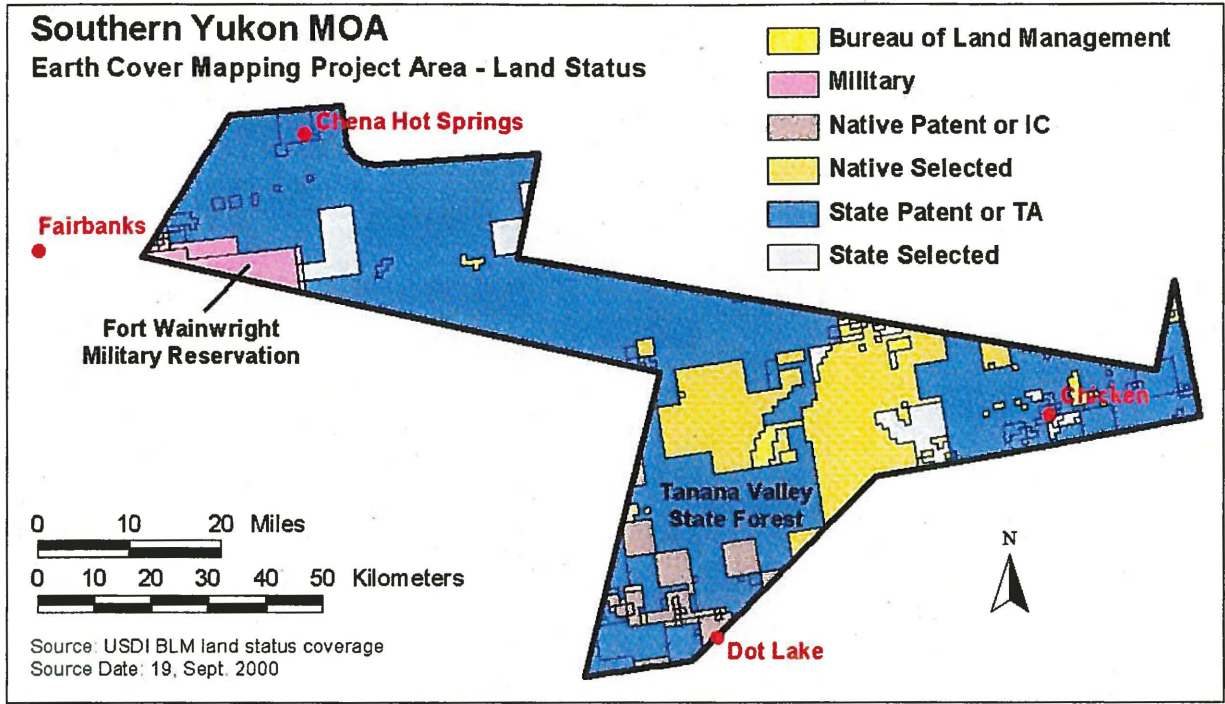 Southern Yukon MOA
Earth Cover Mapping Project Area - Land Status
Bureau of Land Management
Military
Native Patent or IC
Native Selected
State Patent or TA
State Selected
Chena Hot Springs
Fairbanks
Fort Wainwright
Military Reservation
Chicken
Tanana Valley
State Forest
Dot Lake
N
0 10 20 Miles
0 10 20 30 40 50 Kilometers
Source: USDI BLM land status coverage
Source Date: 19, Sept. 2000